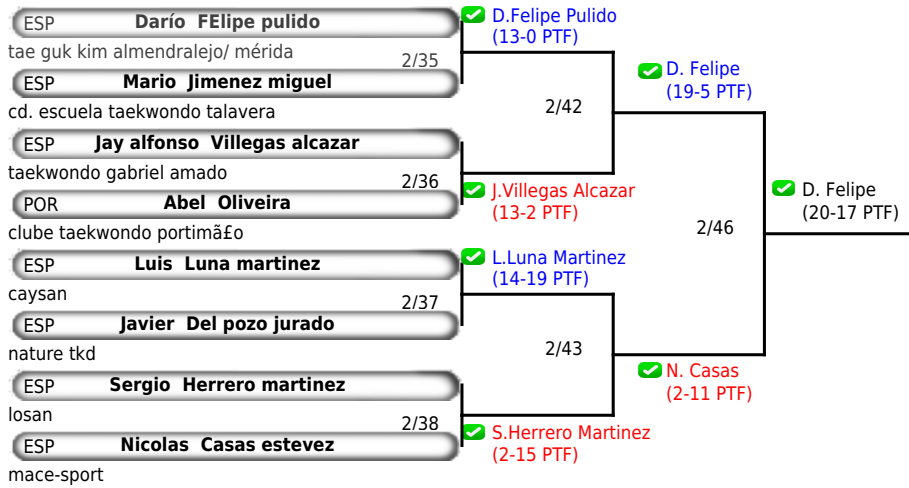 ESP Darío FElipe pulido
tae guk kim almendralejo/ mérida
2/35
ESP Mario Jimenez miguel
cd. escuela taekwondo talavera
ESP Jay alfonso Villegas alcazar
taekwondo gabriel amado
2/36
POR Abel Oliveira
clube taekwondo portimã£o
ESP Luis Luna martinez
caysan
2/37
ESP Javier Del pozo jurado
nature tkd
ESP Sergio Herrero martinez
losan
2/38
ESP Nicolas Casas estevez
mace-sport
D.Felipe Pulido
(13-0 PTF)
2/42
J.Villegas Alcazar
(13-2 PTF)
L.Luna Martinez
(14-19 PTF)
2/43
S.Herrero Martinez
(2-15 PTF)
D. Felipe
(19-5 PTF)
2/46
N. Casas
(2-11 PTF)
D. Felipe
(20-17 PTF)